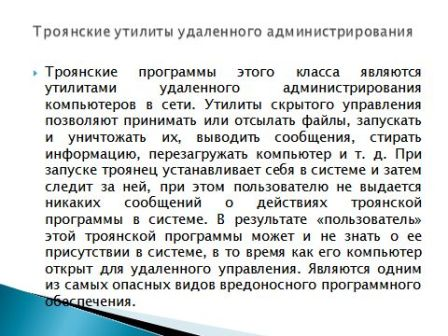 Троянские утилиты удаленного администрирования
Троянские программы этого класса являются
утилитами удаленного администрирования
компьютеров в сети. Утилиты скрытого управления
позволяют принимать или отсылать файлы, запускать
и уничтожать их, выводить сообщения, стирать
информацию, перезагружать компьютер и т. д. При
запуске троянец устанавливает себя в системе и затем
следит за ней, при этом пользователю не выдается
никаких сообщений о действиях троянской
программы в системе. В результате «пользователь»
этой троянской программы может и не знать о ее
присутствии в системе, в то время как его компьютер
открыт для удаленного управления. Являются одним
из самых опасных видов вредоносного программного
обеспечения.